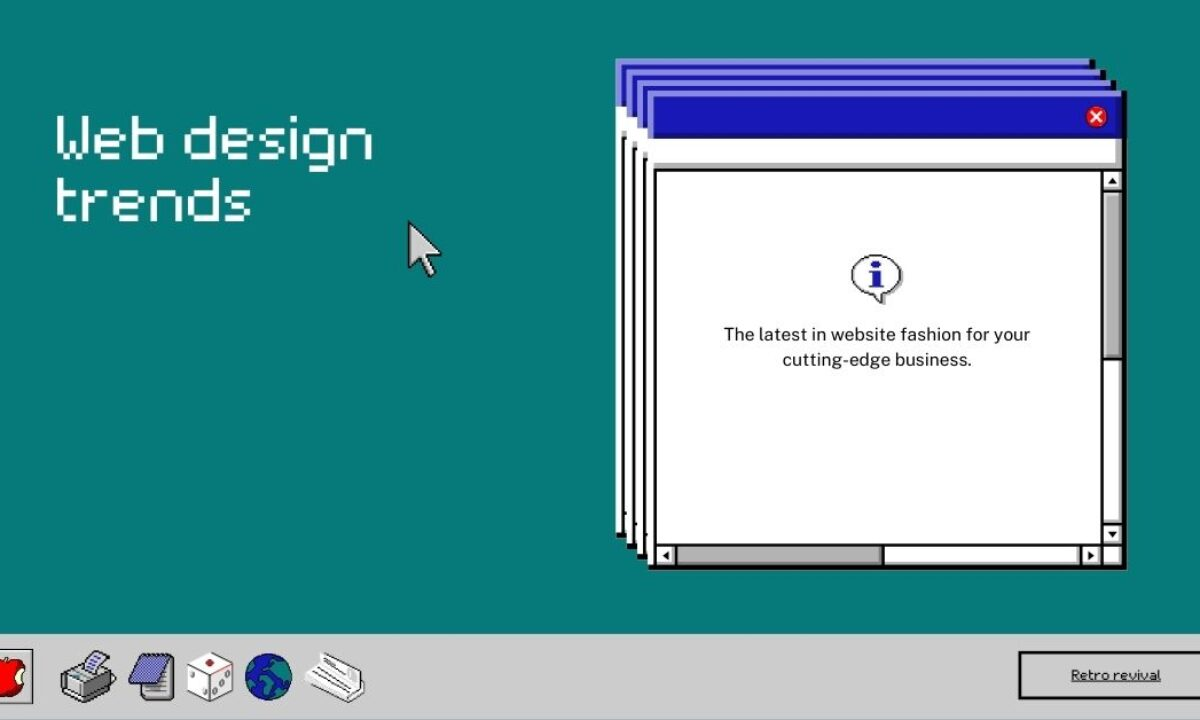 Web design
trends
The latest in website fashion for your
cutting-edge business.
Retro revival